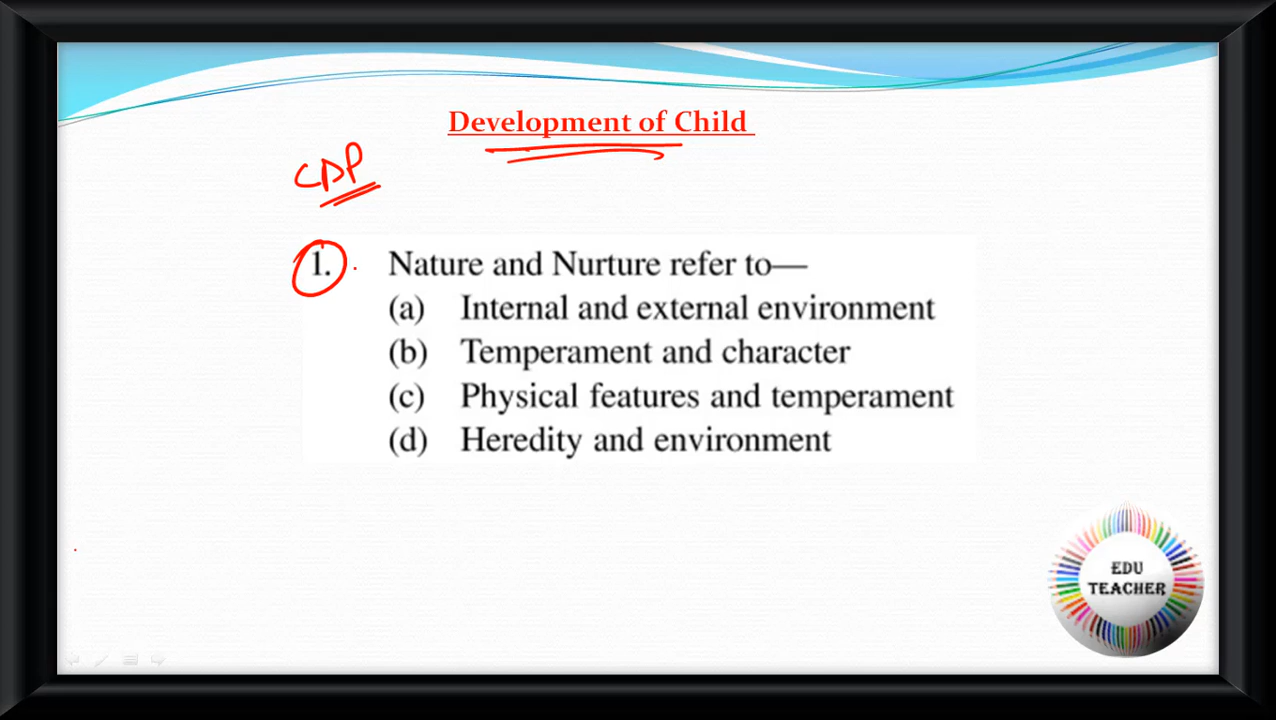 Development of Child
CDP
1. Nature and Nurture refer to—
(a) Internal and external environment
(b) Temperament and character
(c) Physical features and temperament
(d) Heredity and environment
EDU
TEACHER